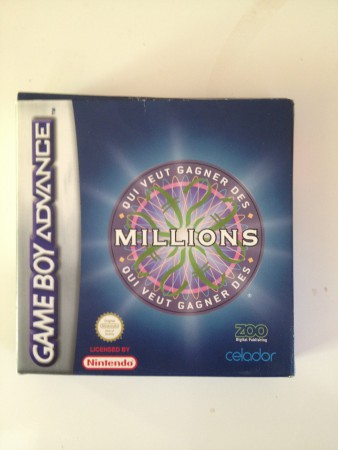 GAME BOY ADVANCE
QUI VEUT GAGNER DES
MILLIONS
QUI VEUT GAGNER DES
LICENSED BY
Nintendo
ZOO
Digital Publishing
celador